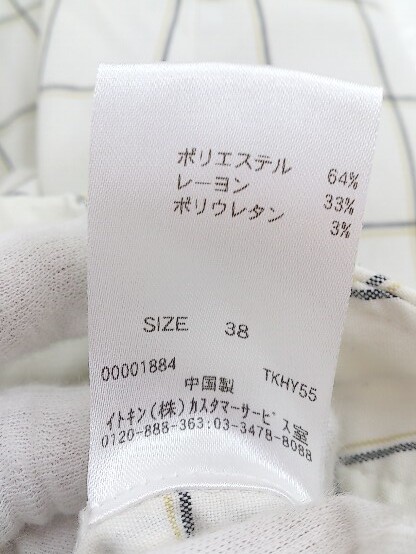 ポリエステル 64%
レーヨン 33%
ポリウレタン 3%
SIZE 38
00001884 TKHY55
中国製
イトキン(株)カスタマーサービス室
0120-888-363:03-3478-8088